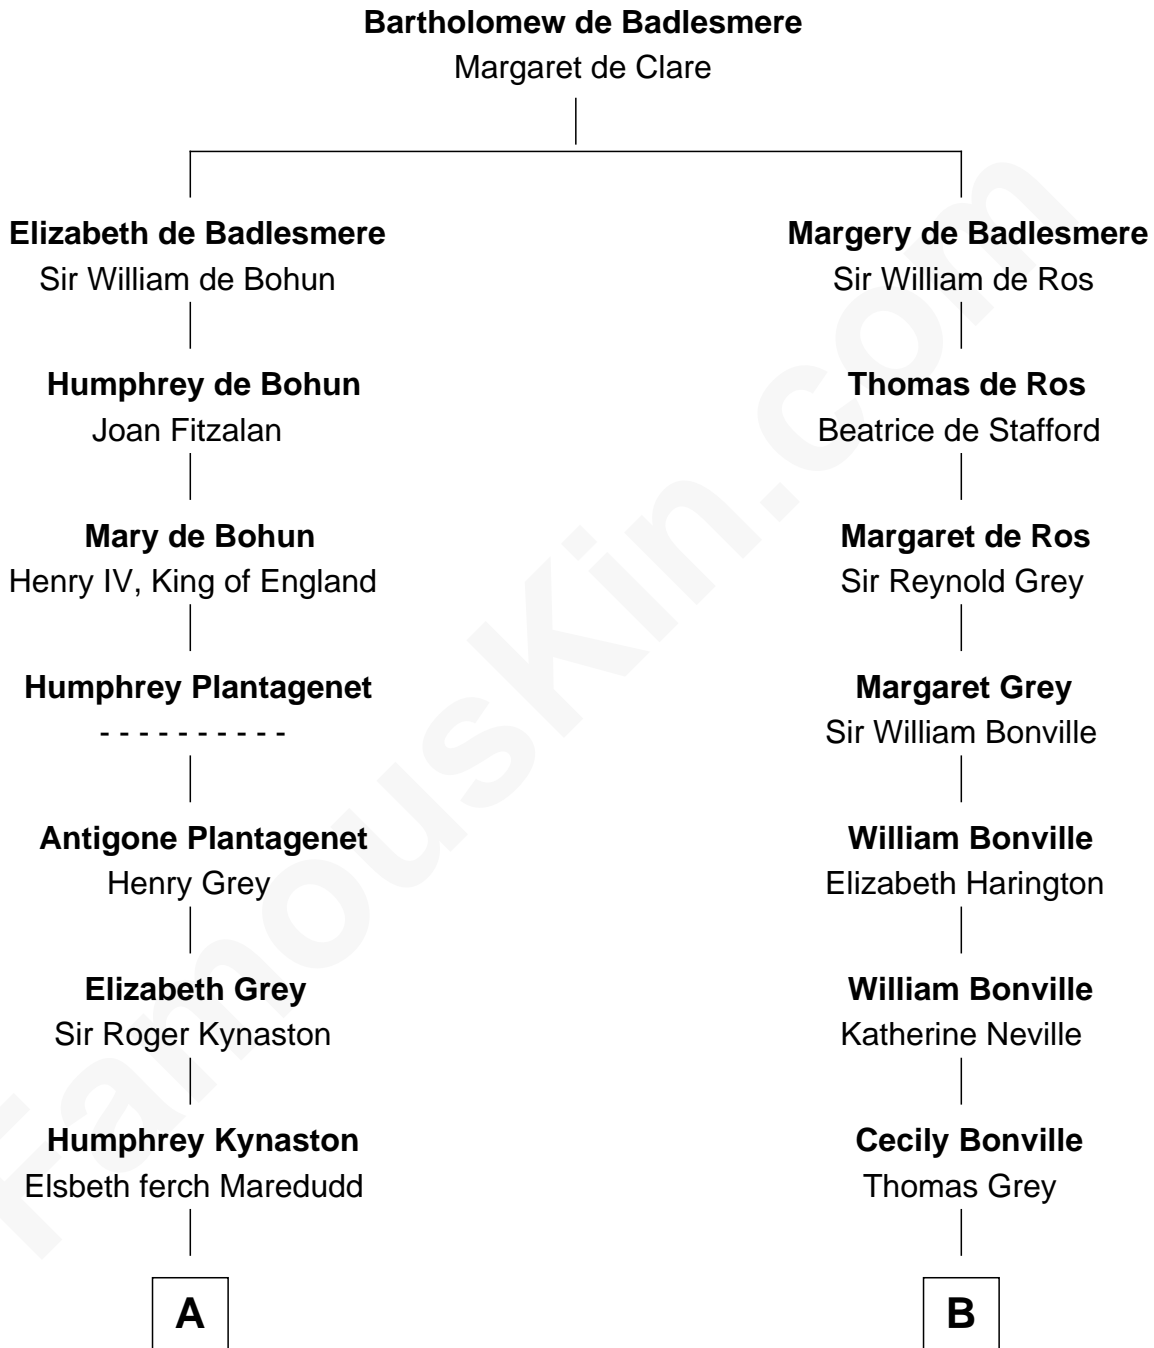 Bartholomew de Badlesmere
Margaret de Clare
Elizabeth de Badlesmere
Sir William de Bohun
Margery de Badlesmere
Sir William de Ros
Humphrey de Bohun
Joan Fitzalan
Thomas de Ros
Beatrice de Stafford
Mary de Bohun
Henry IV, King of England
Margaret de Ros
Sir Reynold Grey
Humphrey Plantagenet
- - - - - - - - - -
Margaret Grey
Sir William Bonville
Antigone Plantagenet
Henry Grey
William Bonville
Elizabeth Harington
Elizabeth Grey
Sir Roger Kynaston
William Bonville
Katherine Neville
Humphrey Kynaston
Elsbeth ferch Maredudd
Cecily Bonville
Thomas Grey
A
B
FamousKin.com